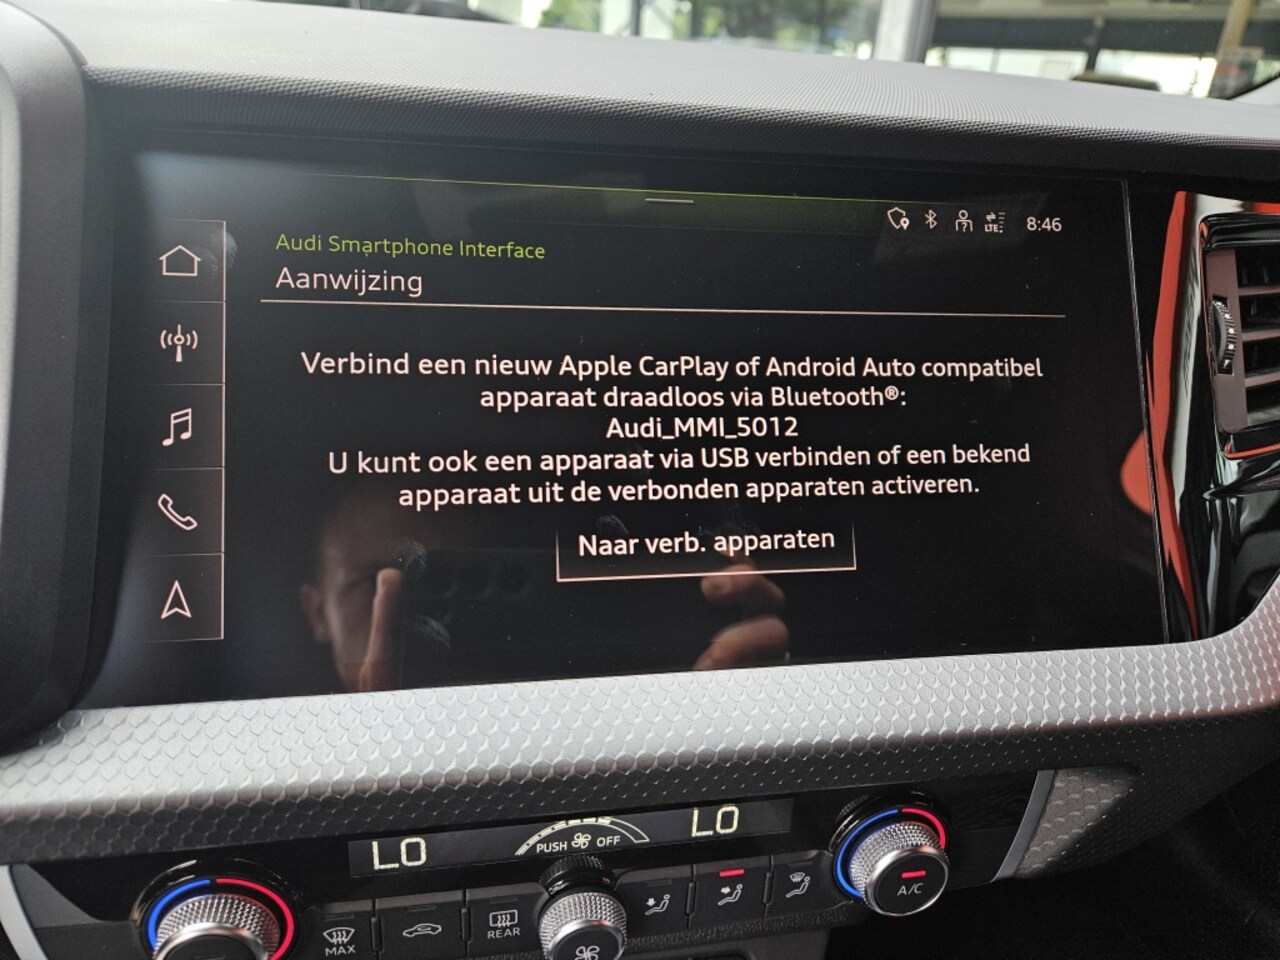 LTE
8:46
Audi Smartphone Interface
Aanwijzing
Verbind een nieuw Apple CarPlay of Android Auto compatibel
apparaat draadloos via Bluetooth®:
Audi_MMI_5012
U kunt ook een apparaat via USB verbinden of een bekend
apparaat uit de verbonden apparaten activeren.
Naar verb. apparaten
LO
PUSH OFF
LO
MAX
REAR
A/C